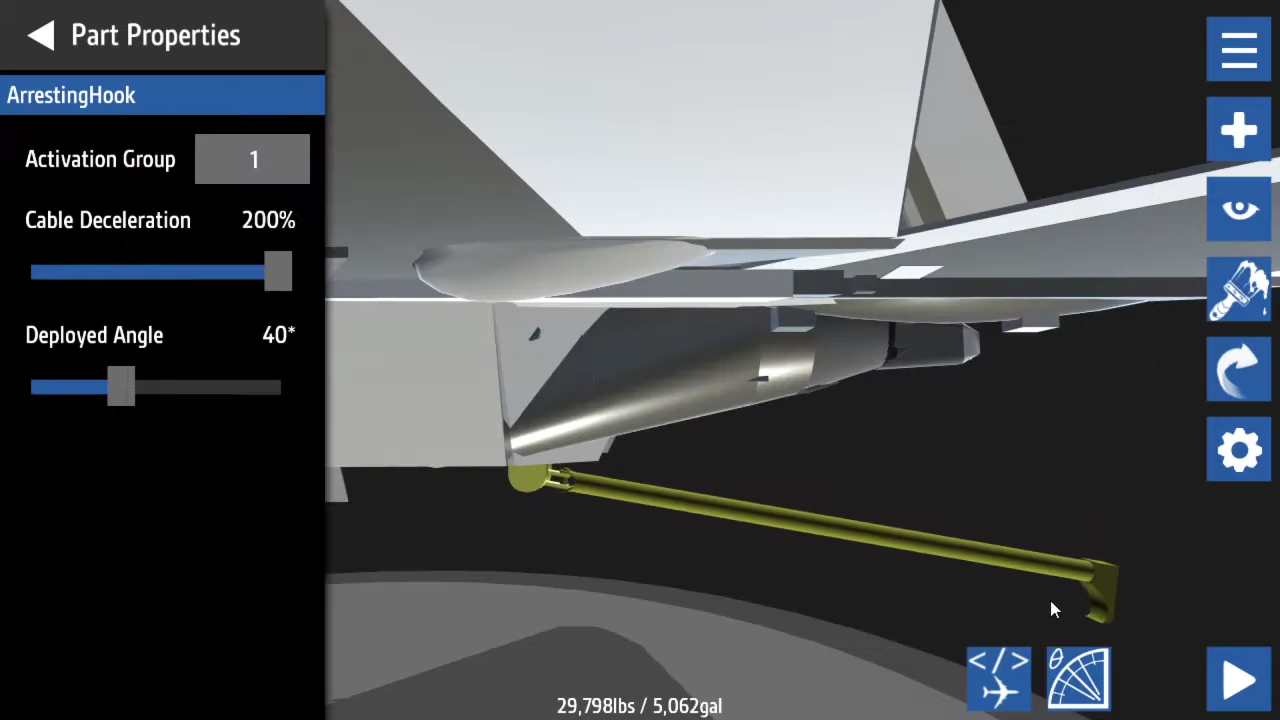 Part Properties
ArrestingHook
Activation Group 1
Cable Deceleration 200%
Deployed Angle 40*
</>
θ
29,798lbs / 5,062gal